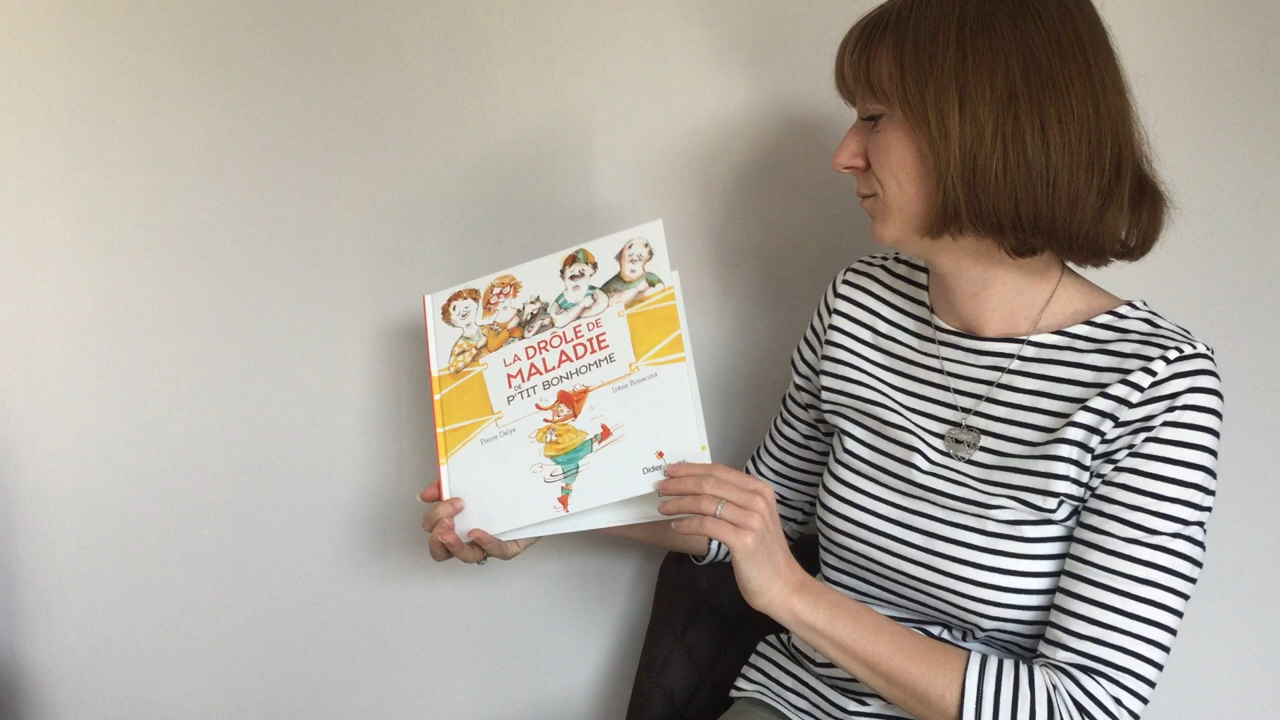 LA DRÔLE DE
MALADIE
DE
P'TIT BONHOMME
Pierre Delye
Irène Bonacina
Didier